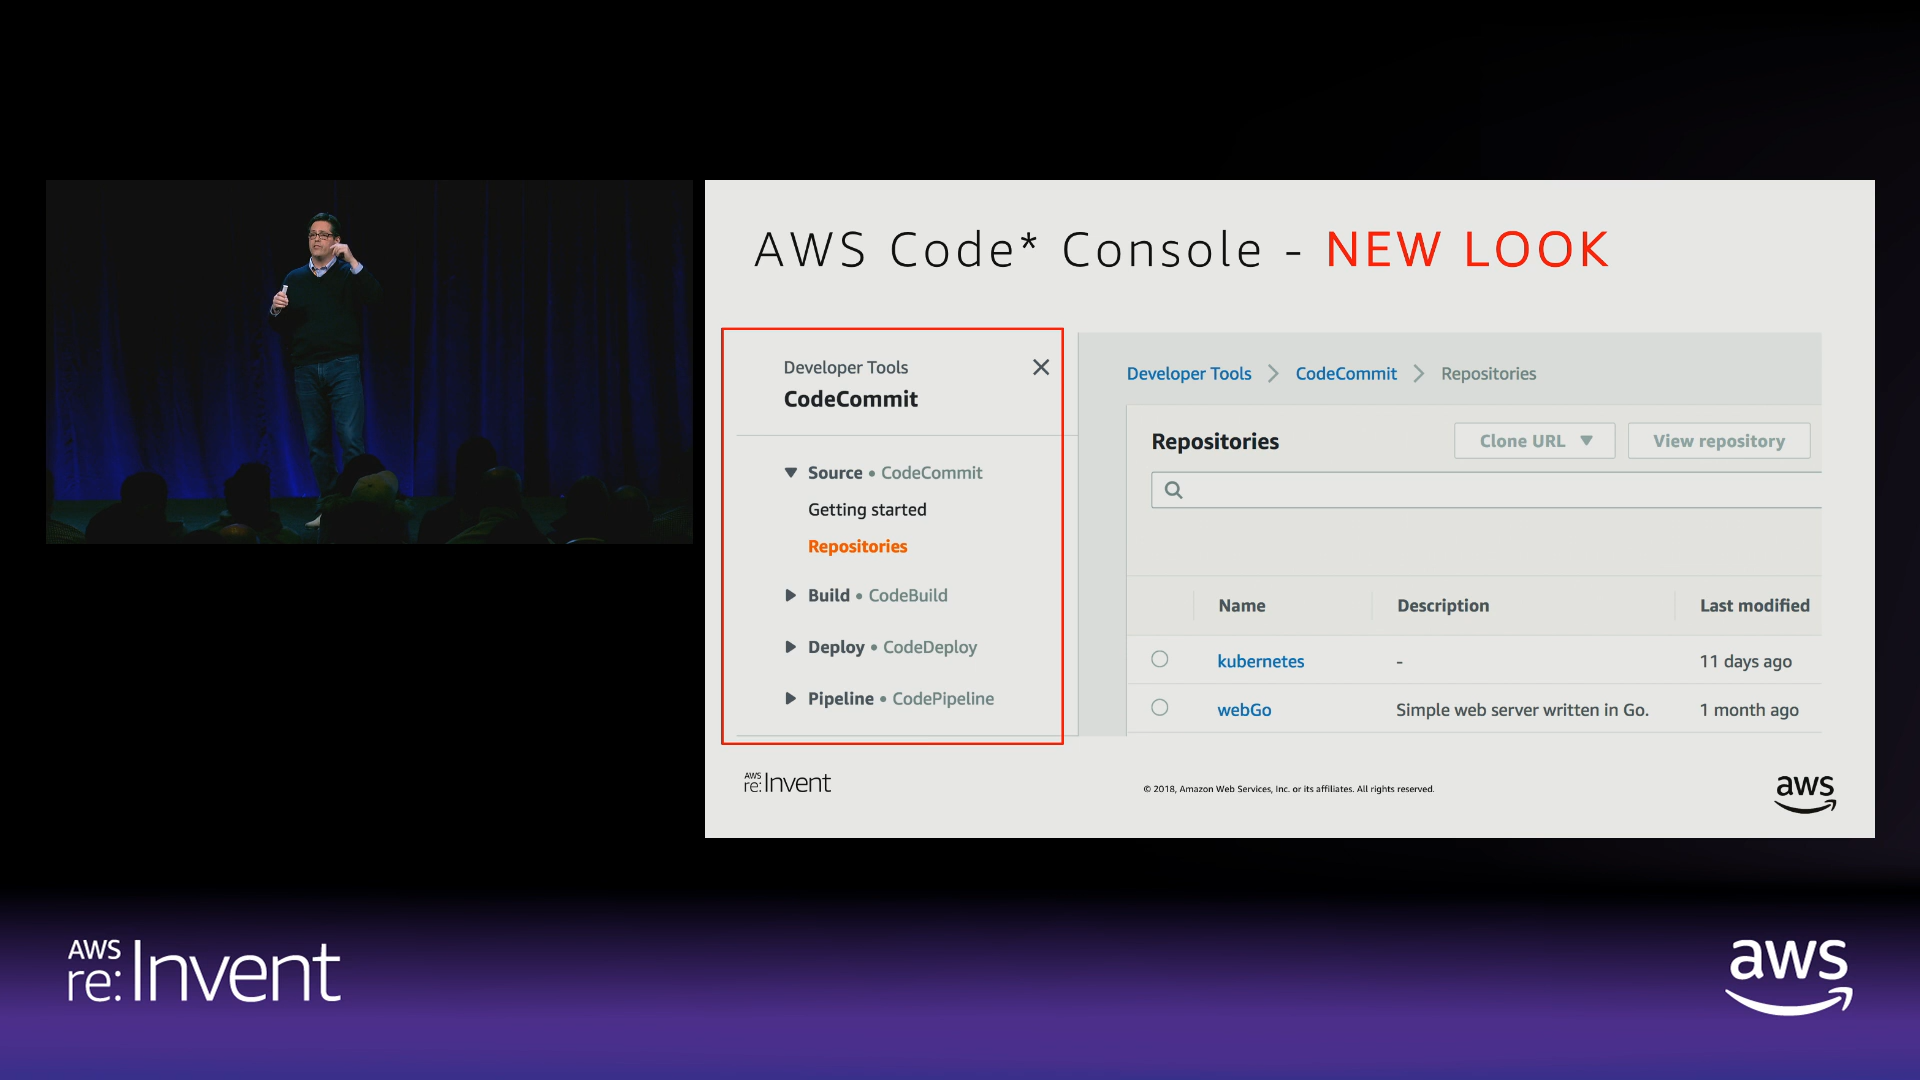 AWS Code* Console - NEW LOOK
Developer Tools
CodeCommit
Source • CodeCommit
Getting started
Repositories
Build • CodeBuild
Deploy • CodeDeploy
Pipeline • CodePipeline
Developer Tools > CodeCommit > Repositories
Repositories
Clone URL
View repository
Name Description Last modified
kubernetes - 11 days ago
webGo Simple web server written in Go. 1 month ago
AWS
re:Invent
© 2018, Amazon Web Services, Inc. or its affiliates. All rights reserved.
aws
AWS
re:Invent
aws